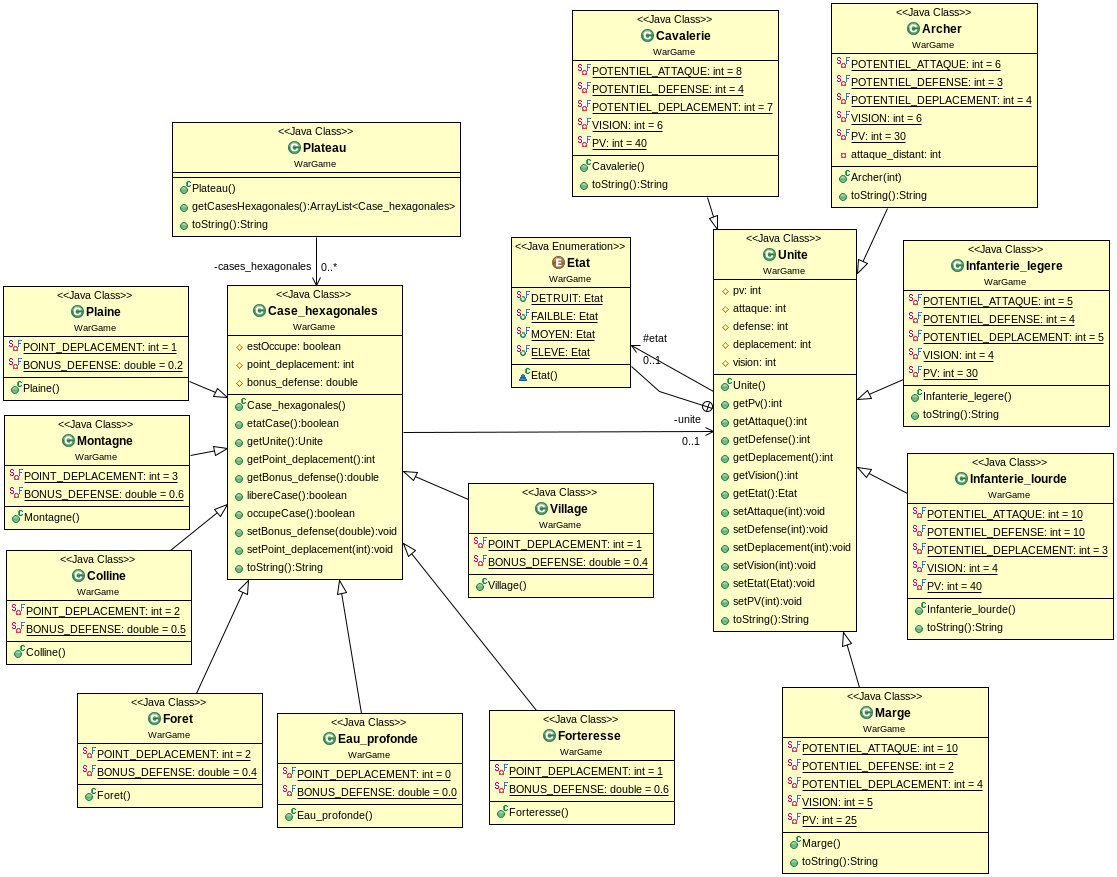 <<Java Class>>
Cavalerie
WarGame
POTENTIEL_ATTAQUE: int = 8
POTENTIEL_DEFENSE: int = 4
POTENTIEL_DEPLACEMENT: int = 7
VISION: int = 6
PV: int = 40
Cavalerie()
toString():String
<<Java Class>>
Archer
WarGame
POTENTIEL_ATTAQUE: int = 6
POTENTIEL_DEFENSE: int = 3
POTENTIEL_DEPLACEMENT: int = 4
VISION: int = 6
PV: int = 30
attaque_distant: int
Archer(int)
toString():String
<<Java Class>>
Plateau
WarGame
Plateau()
getCasesHexagonales():ArrayList<Case_hexagonales>
toString():String
-cases_hexagonales
0..*
<<Java Enumeration>>
Etat
WarGame
DETRUIT: Etat
FAILBLE: Etat
MOYEN: Etat
ELEVE: Etat
Etat()
#etat
0..1
<<Java Class>>
Unite
WarGame
pv: int
attaque: int
defense: int
deplacement: int
vision: int
Unite()
getPv():int
getAttaque():int
getDefense():int
getDeplacement():int
getVision():int
getEtat():Etat
setAttaque(int):void
setDefense(int):void
setDeplacement(int):void
setVision(int):void
setEtat(Etat):void
setPV(int):void
toString():String
<<Java Class>>
Infanterie_legere
WarGame
POTENTIEL_ATTAQUE: int = 5
POTENTIEL_DEFENSE: int = 4
POTENTIEL_DEPLACEMENT: int = 5
VISION: int = 4
PV: int = 30
Infanterie_legere()
toString():String
<<Java Class>>
Plaine
WarGame
POINT_DEPLACEMENT: int = 1
BONUS_DEFENSE: double = 0.2
Plaine()
<<Java Class>>
Case_hexagonales
WarGame
estOccupe: boolean
point_deplacement: int
bonus_defense: double
Case_hexagonales()
etatCase():boolean
getUnite():Unite
getPoint_deplacement():int
getBonus_defense():double
libereCase():boolean
occupeCase():boolean
setBonus_defense(double):void
setPoint_deplacement(int):void
toString():String
-unite
0..1
<<Java Class>>
Montagne
WarGame
POINT_DEPLACEMENT: int = 3
BONUS_DEFENSE: double = 0.6
Montagne()
<<Java Class>>
Infanterie_lourde
WarGame
POTENTIEL_ATTAQUE: int = 10
POTENTIEL_DEFENSE: int = 10
POTENTIEL_DEPLACEMENT: int = 3
VISION: int = 4
PV: int = 40
Infanterie_lourde()
toString():String
<<Java Class>>
Village
WarGame
POINT_DEPLACEMENT: int = 1
BONUS_DEFENSE: double = 0.4
Village()
<<Java Class>>
Colline
WarGame
POINT_DEPLACEMENT: int = 2
BONUS_DEFENSE: double = 0.5
Colline()
<<Java Class>>
Foret
WarGame
POINT_DEPLACEMENT: int = 2
BONUS_DEFENSE: double = 0.4
Foret()
<<Java Class>>
Eau_profonde
WarGame
POINT_DEPLACEMENT: int = 0
BONUS_DEFENSE: double = 0.0
Eau_profonde()
<<Java Class>>
Forteresse
WarGame
POINT_DEPLACEMENT: int = 1
BONUS_DEFENSE: double = 0.6
Forteresse()
<<Java Class>>
Marge
WarGame
POTENTIEL_ATTAQUE: int = 10
POTENTIEL_DEFENSE: int = 2
POTENTIEL_DEPLACEMENT: int = 4
VISION: int = 5
PV: int = 25
Marge()
toString():String